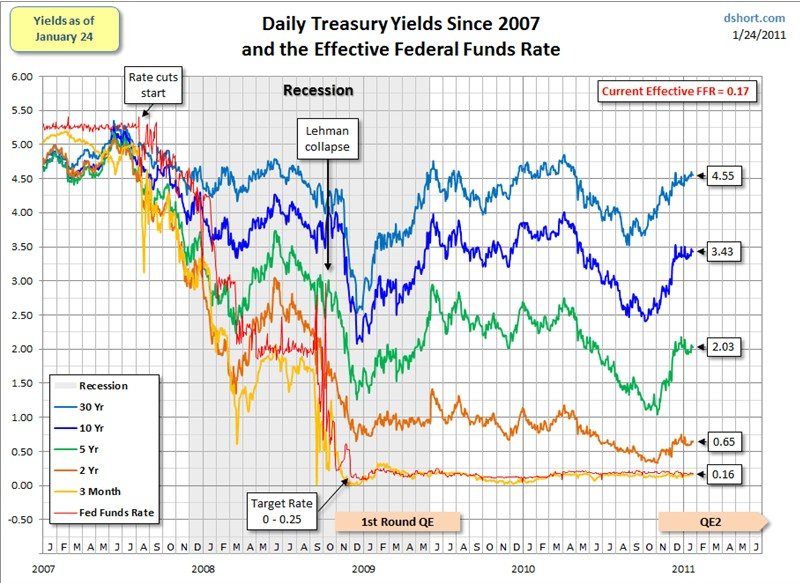 Yields as of
January 24
Daily Treasury Yields Since 2007
and the Effective Federal Funds Rate
dshort.com
1/24/2011
6.00
5.50
5.00
4.50
4.00
3.50
3.00
2.50
2.00
1.50
1.00
0.50
0.00
-0.50
Rate cuts
start
Recession
Lehman
collapse
Current Effective FFR = 0.17
4.55
3.43
2.03
0.65
0.16
Recession
30 Yr
10 Yr
5 Yr
2 Yr
3 Month
Fed Funds Rate
Target Rate
0 - 0.25
1st Round QE
QE2
J F M A M J J A S O N D J F M A M J J A S O N D J F M A M J J A S O N D J F M A M J J A S O N D J F M A M J
2007 2008 2009 2010 2011